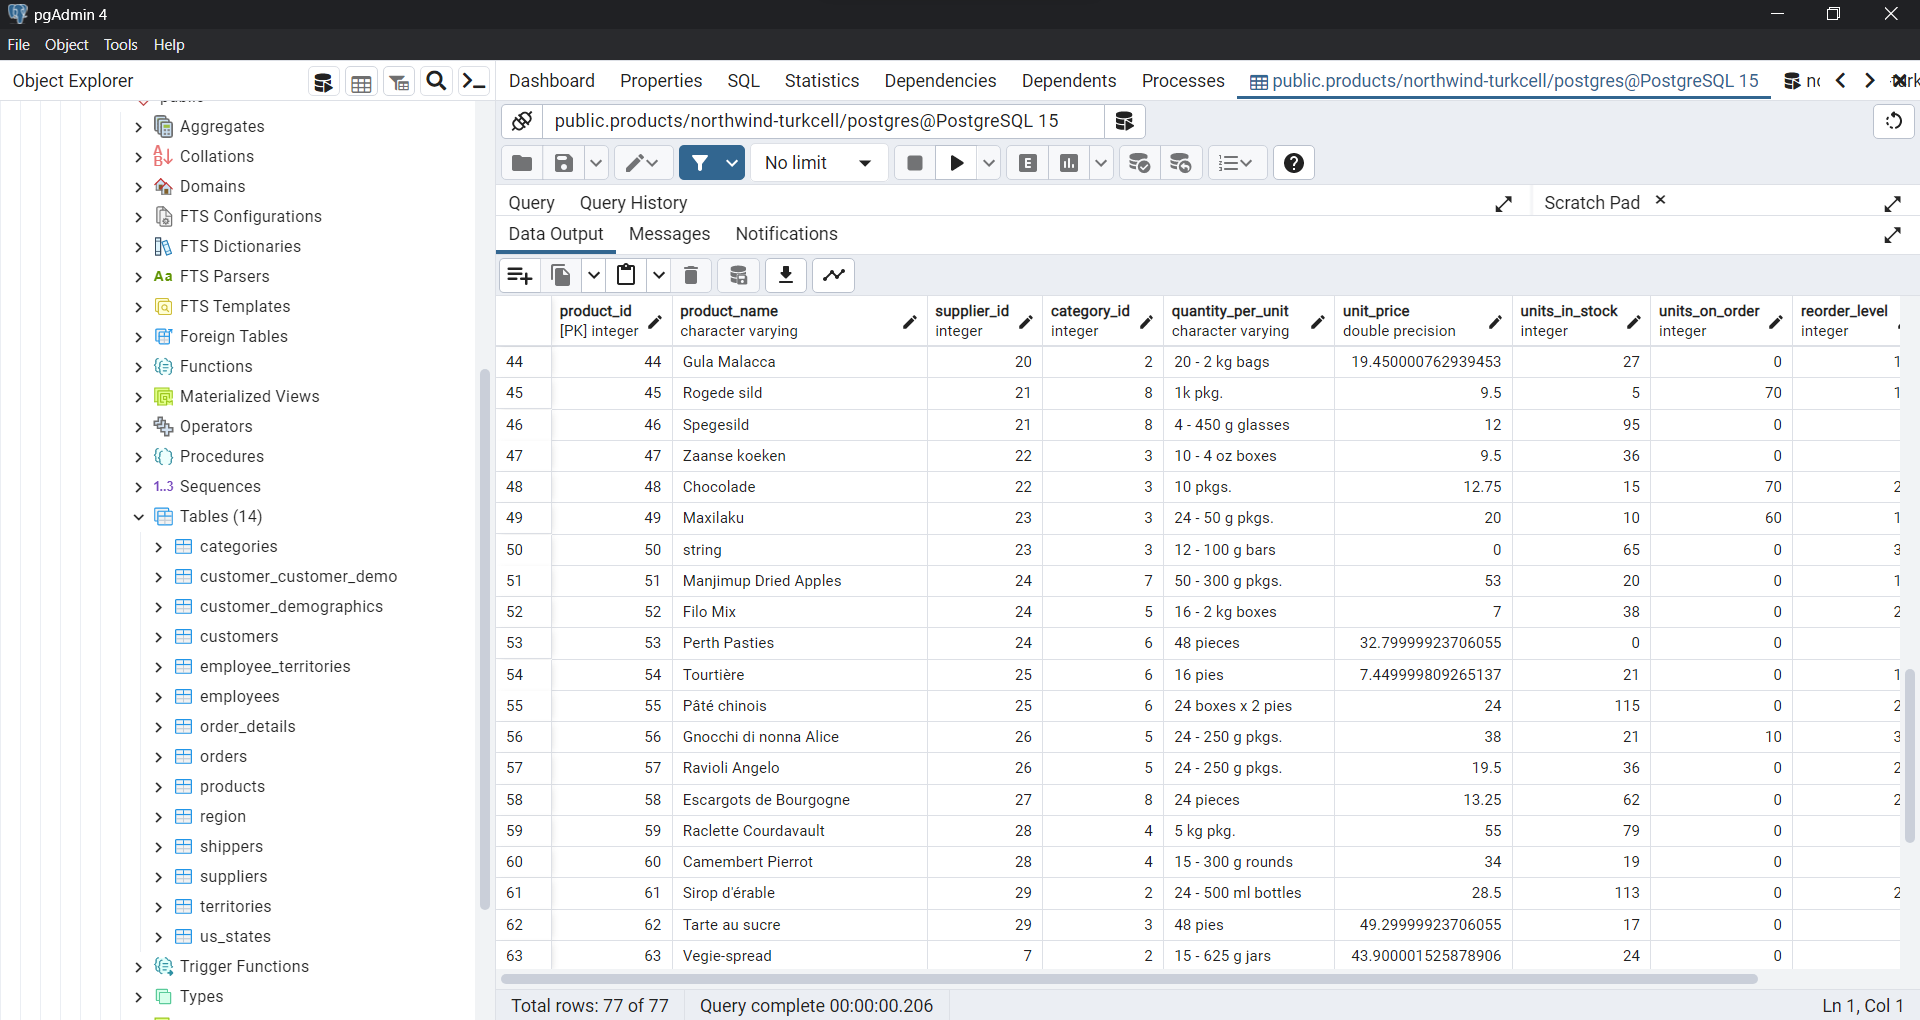 pgAdmin 4
File Object Tools Help
Object Explorer
Dashboard Properties SQL Statistics Dependencies Dependents Processes public.products/northwind-turkcell/postgres@PostgreSQL 15
public.products/northwind-turkcell/postgres@PostgreSQL 15
No limit
Query Query History Scratch Pad
Data Output Messages Notifications
public
Aggregates
Collations
Domains
FTS Configurations
FTS Dictionaries
Aa FTS Parsers
FTS Templates
Foreign Tables
Functions
Materialized Views
Operators
Procedures
1..3 Sequences
Tables (14)
categories
customer_customer_demo
customer_demographics
customers
employee_territories
employees
order_details
orders
products
region
shippers
suppliers
territories
us_states
Trigger Functions
Types
product_id product_name supplier_id category_id quantity_per_unit unit_price units_in_stock units_on_order reorder_level
[PK] integer character varying integer integer character varying double precision integer integer integer
44 44 Gula Malacca 20 2 20 - 2 kg bags 19.450000762939453 27 0
45 45 Rogede sild 21 8 1k pkg. 9.5 5 70
46 46 Spegesild 21 8 4 - 450 g glasses 12 95 0
47 47 Zaanse koeken 22 3 10 - 4 oz boxes 9.5 36 0
48 48 Chocolade 22 3 10 pkgs. 12.75 15 70
49 49 Maxilaku 23 3 24 - 50 g pkgs. 20 10 60
50 50 string 23 3 12 - 100 g bars 0 65 0
51 51 Manjimup Dried Apples 24 7 50 - 300 g pkgs. 53 20 0
52 52 Filo Mix 24 5 16 - 2 kg boxes 7 38 0
53 53 Perth Pasties 24 6 48 pieces 32.79999923706055 0 0
54 54 Tourtière 25 6 16 pies 7.449999809265137 21 0
55 55 Pâté chinois 25 6 24 boxes x 2 pies 24 115 0
56 56 Gnocchi di nonna Alice 26 5 24 - 250 g pkgs. 38 21 10
57 57 Ravioli Angelo 26 5 24 - 250 g pkgs. 19.5 36 0
58 58 Escargots de Bourgogne 27 8 24 pieces 13.25 62 0
59 59 Raclette Courdavault 28 4 5 kg pkg. 55 79 0
60 60 Camembert Pierrot 28 4 15 - 300 g rounds 34 19 0
61 61 Sirop d'érable 29 2 24 - 500 ml bottles 28.5 113 0
62 62 Tarte au sucre 29 3 48 pies 49.29999923706055 17 0
63 63 Vegie-spread 7 2 15 - 625 g jars 43.900001525878906 24 0
Total rows: 77 of 77 Query complete 00:00:00.206 Ln 1, Col 1